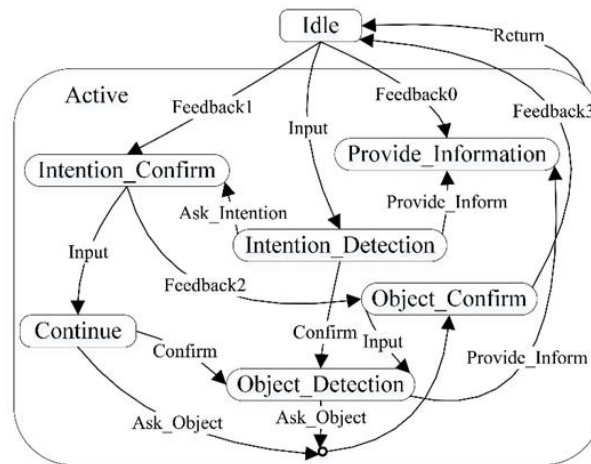 Idle
Return
Active
Feedback1
Feedback0
Feedback3
Input
Intention_Confirm
Provide_Information
Ask_Intention
Provide_Inform
Intention_Detection
Input
Feedback2
Object_Confirm
Continue
Confirm
Confirm
Input
Provide_Inform
Object_Detection
Ask_Object
Ask_Object